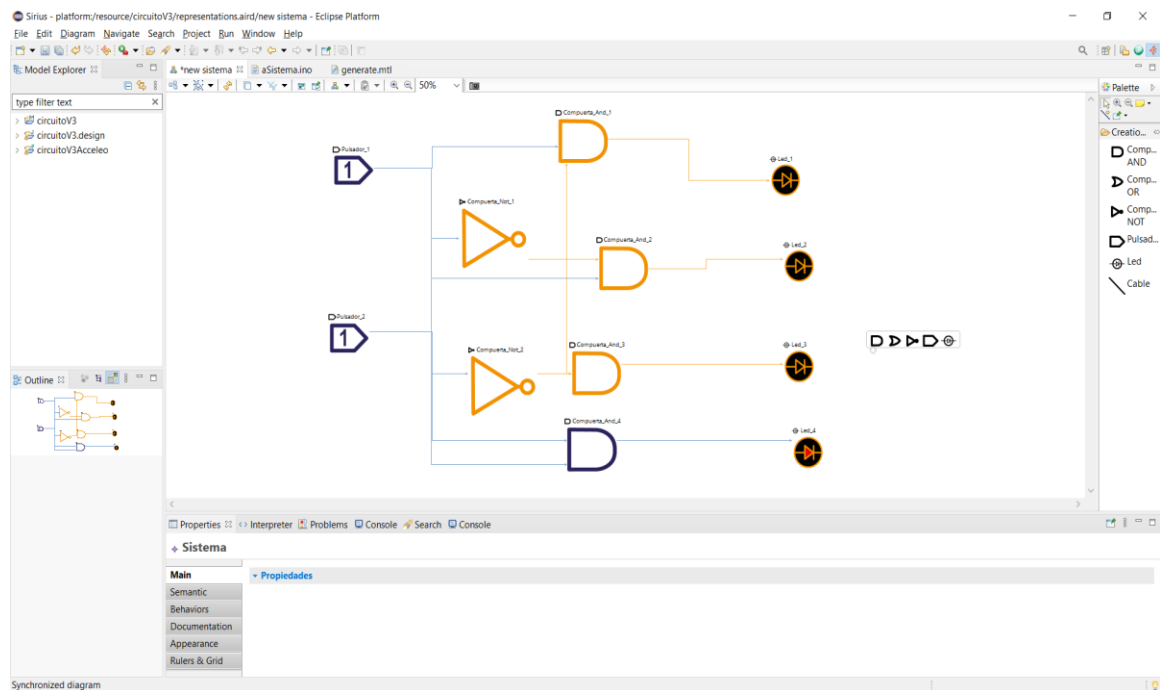 Sirius - platform:/resource/circuitoV3/representations.aird/new sistema - Eclipse Platform
File Edit Diagram Navigate Search Project Run Window Help
Model Explorer
*new sistema aSistema.ino generate.mtl
50%
Palette
type filter text
circuitoV3
circuitoV3.design
circuitoV3Acceleo
Creatio...
Comp... AND
Comp... OR
Comp... NOT
Pulsad...
Led
Cable
Compuerta_And_1
Pulsador_1
1
Led_1
Compuerta_Not_1
Compuerta_And_2
Led_2
Pulsador_2
1
Compuerta_Not_2
Compuerta_And_3
Led_3
Compuerta_And_4
Led_4
Outline
Properties Interpreter Problems Console Search Console
Sistema
Main
Propiedades
Semantic
Behaviors
Documentation
Appearance
Rulers & Grid
Synchronized diagram